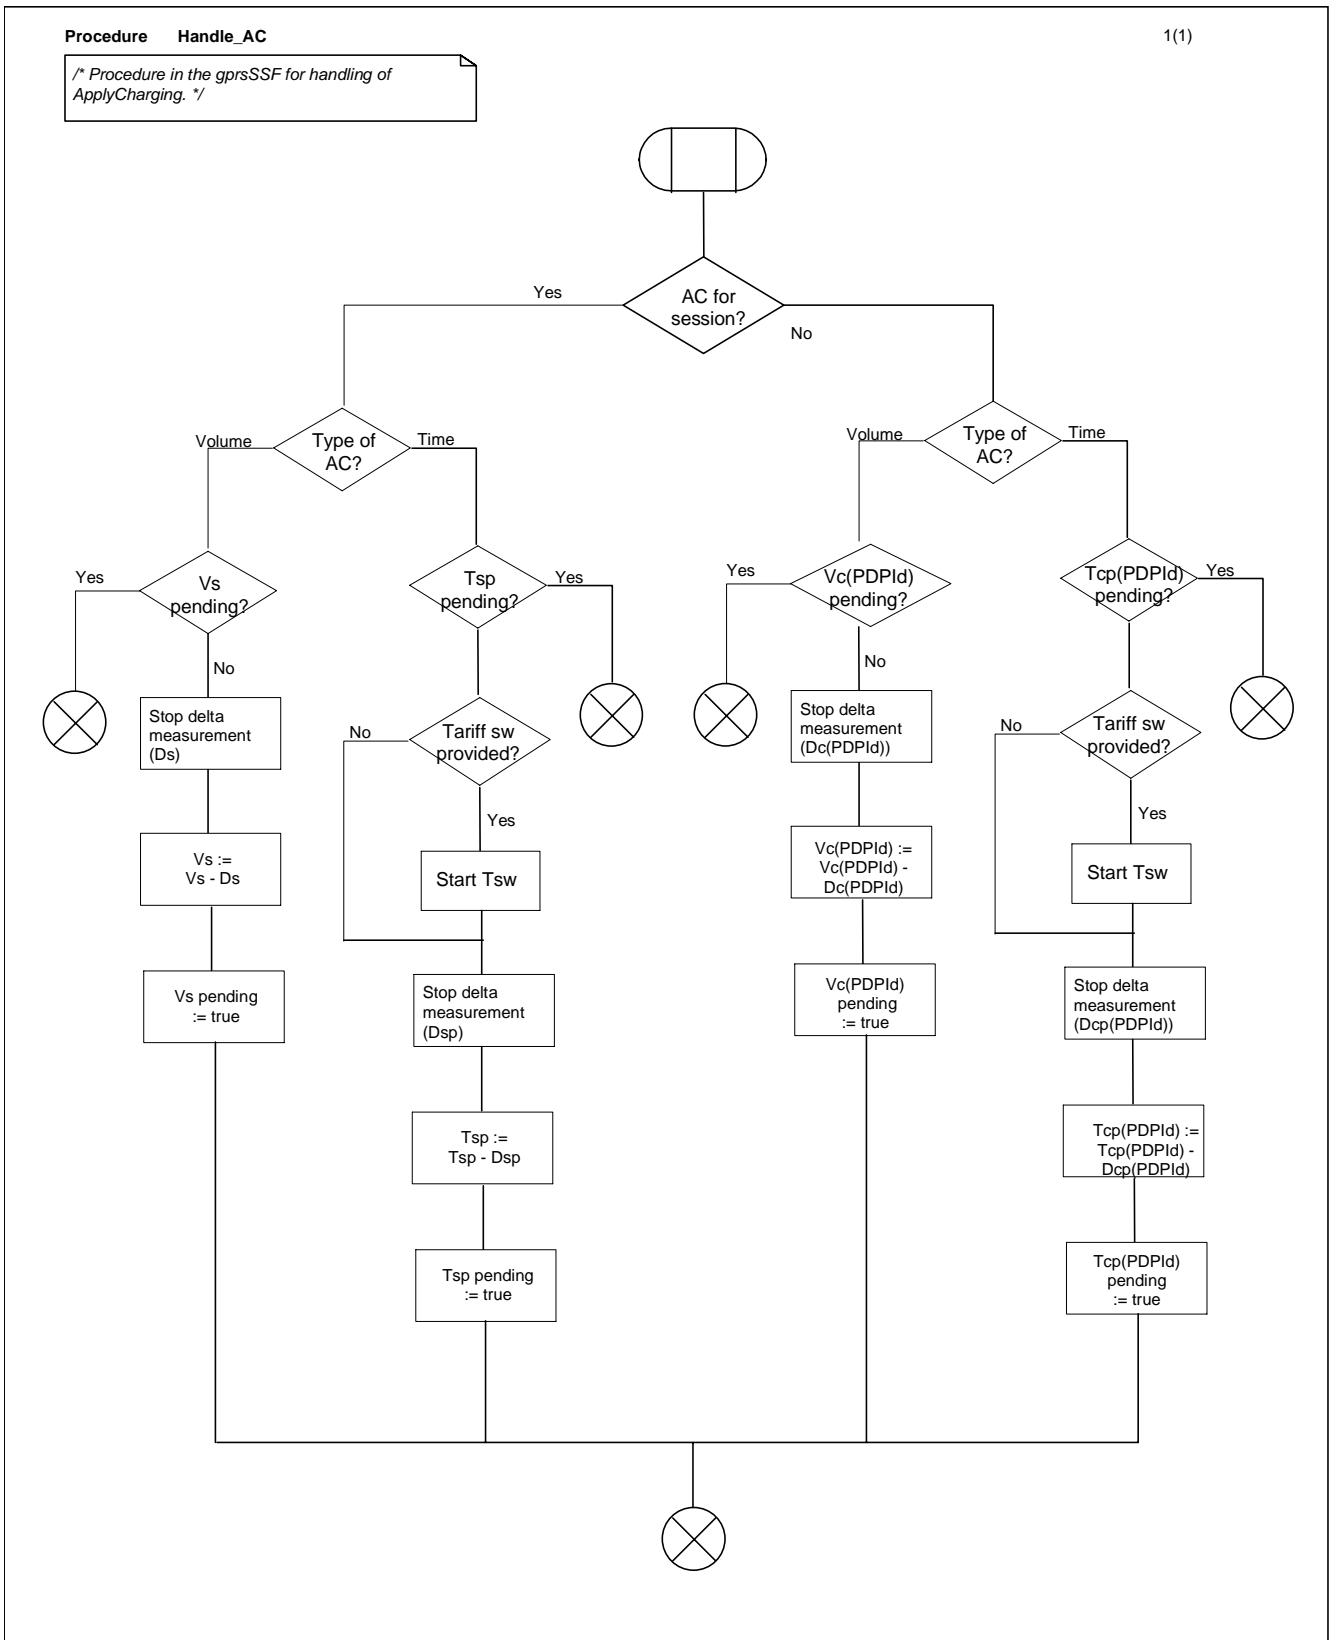 Procedure Handle_AC
1(1)
/* Procedure in the gprsSSF for handling of
ApplyCharging. */
AC for
session?
Yes
No
Type of
AC?
Volume
Time
Type of
AC?
Volume
Time
Vs
pending?
Yes
No
Tsp
pending?
Yes
Vc(PDPId)
pending?
Yes
No
Tcp(PDPId)
pending?
Yes
Stop delta
measurement
(Ds)
Tariff sw
provided?
No
Yes
Stop delta
measurement
(Dc(PDPId))
Tariff sw
provided?
No
Yes
Vs :=
Vs - Ds
Start Tsw
Vc(PDPId) :=
Vc(PDPId) -
Dc(PDPId)
Start Tsw
Vs pending
:= true
Stop delta
measurement
(Dsp)
Vc(PDPId)
pending
:= true
Stop delta
measurement
(Dcp(PDPId))
Tsp :=
Tsp - Dsp
Tcp(PDPId) :=
Tcp(PDPId) -
Dcp(PDPId)
Tsp pending
:= true
Tcp(PDPId)
pending
:= true